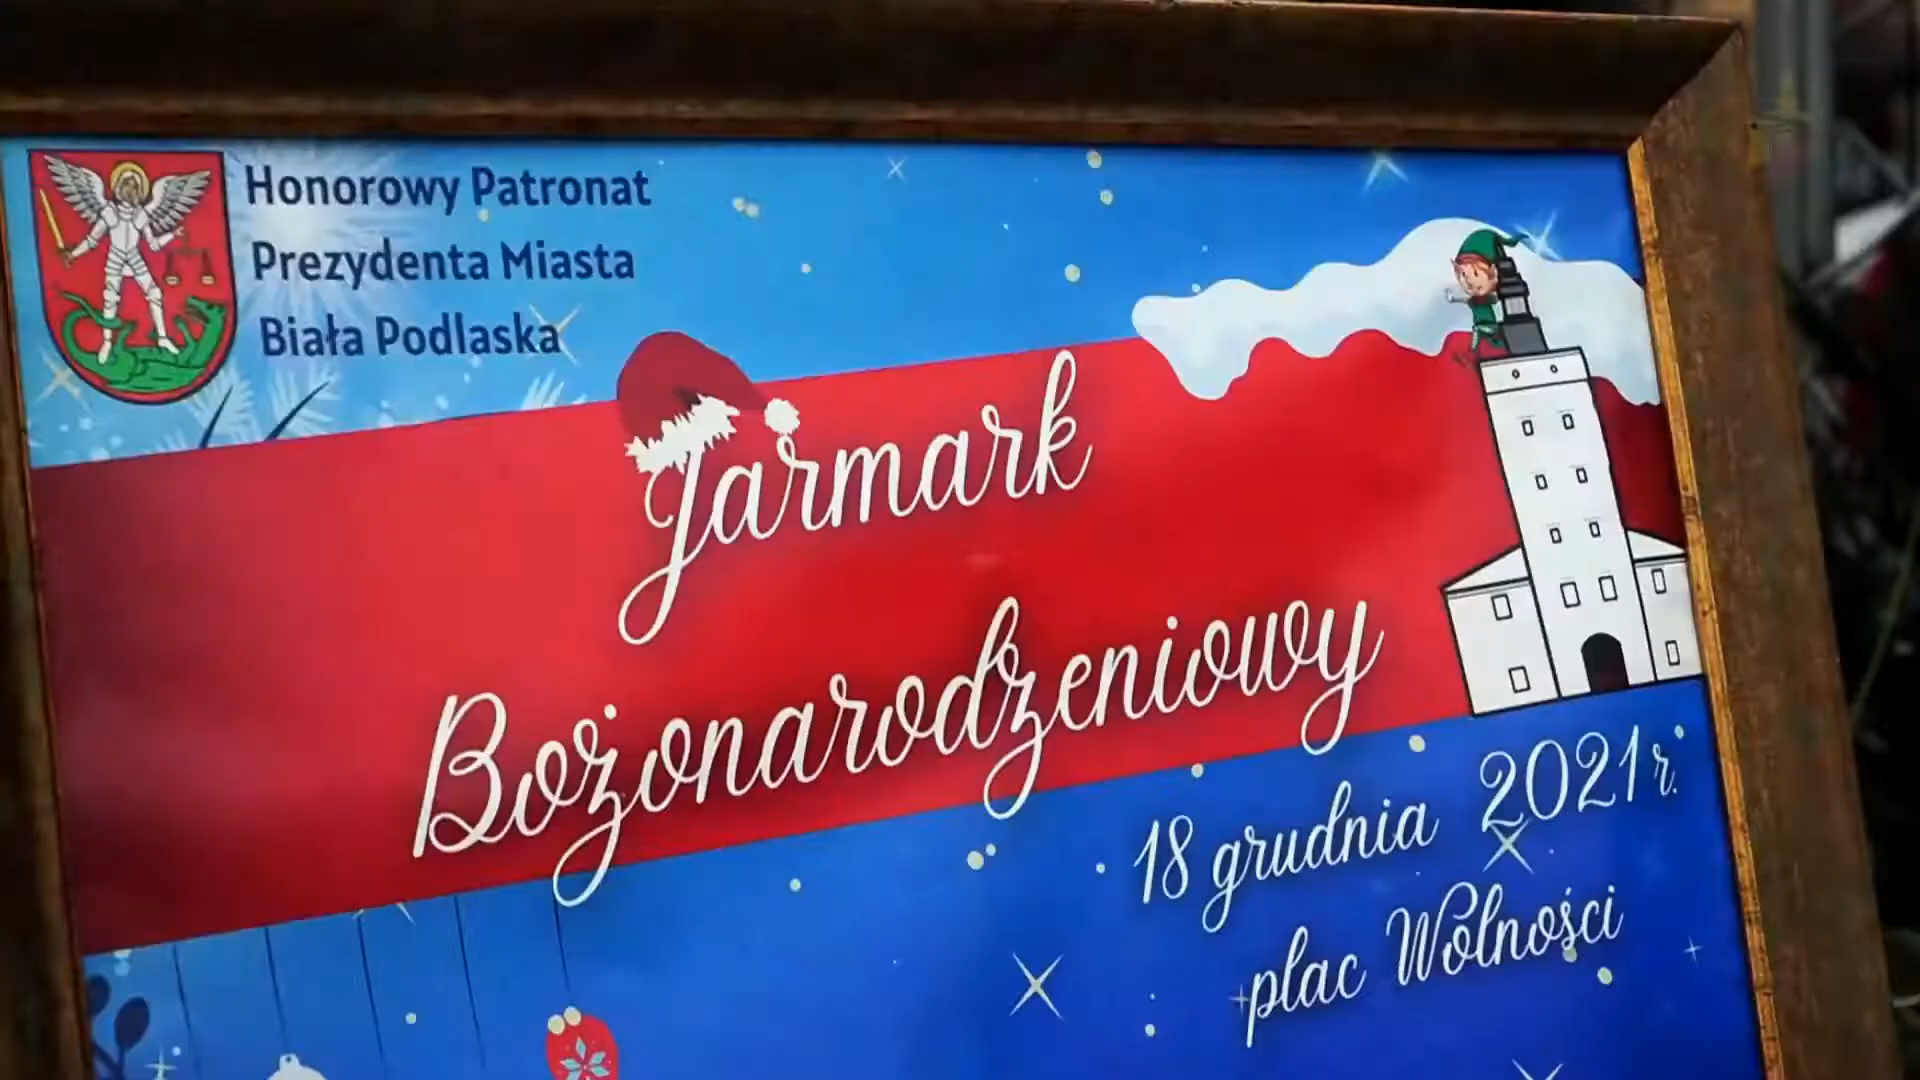 Honorowy Patronat
Prezydenta Miasta
Biała Podlaska
Jarmark
Bożonarodzeniowy
18 grudnia 2021 r.
plac Wolności